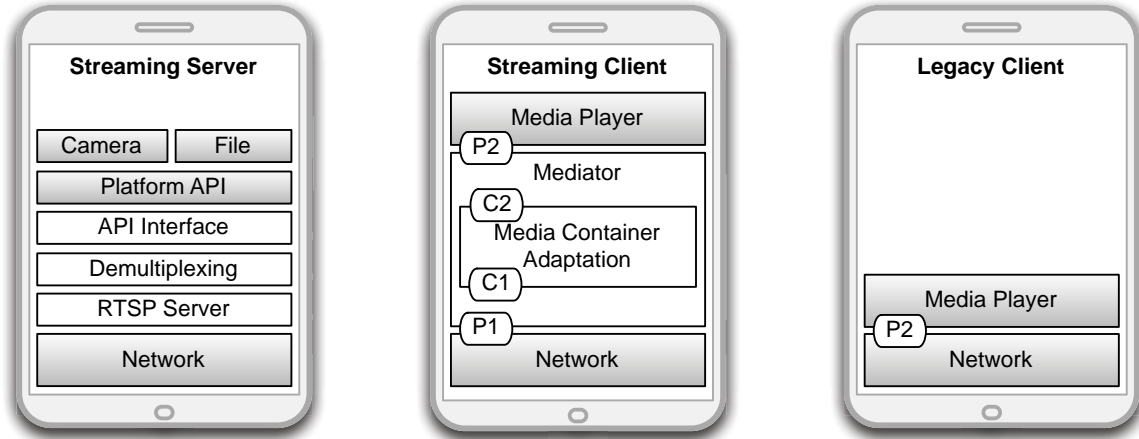 Streaming Server
Camera
File
Platform API
API Interface
Demultiplexing
RTSP Server
Network
Streaming Client
Media Player
P2
Mediator
C2
Media Container
Adaptation
C1
P1
Network
Legacy Client
Media Player
P2
Network